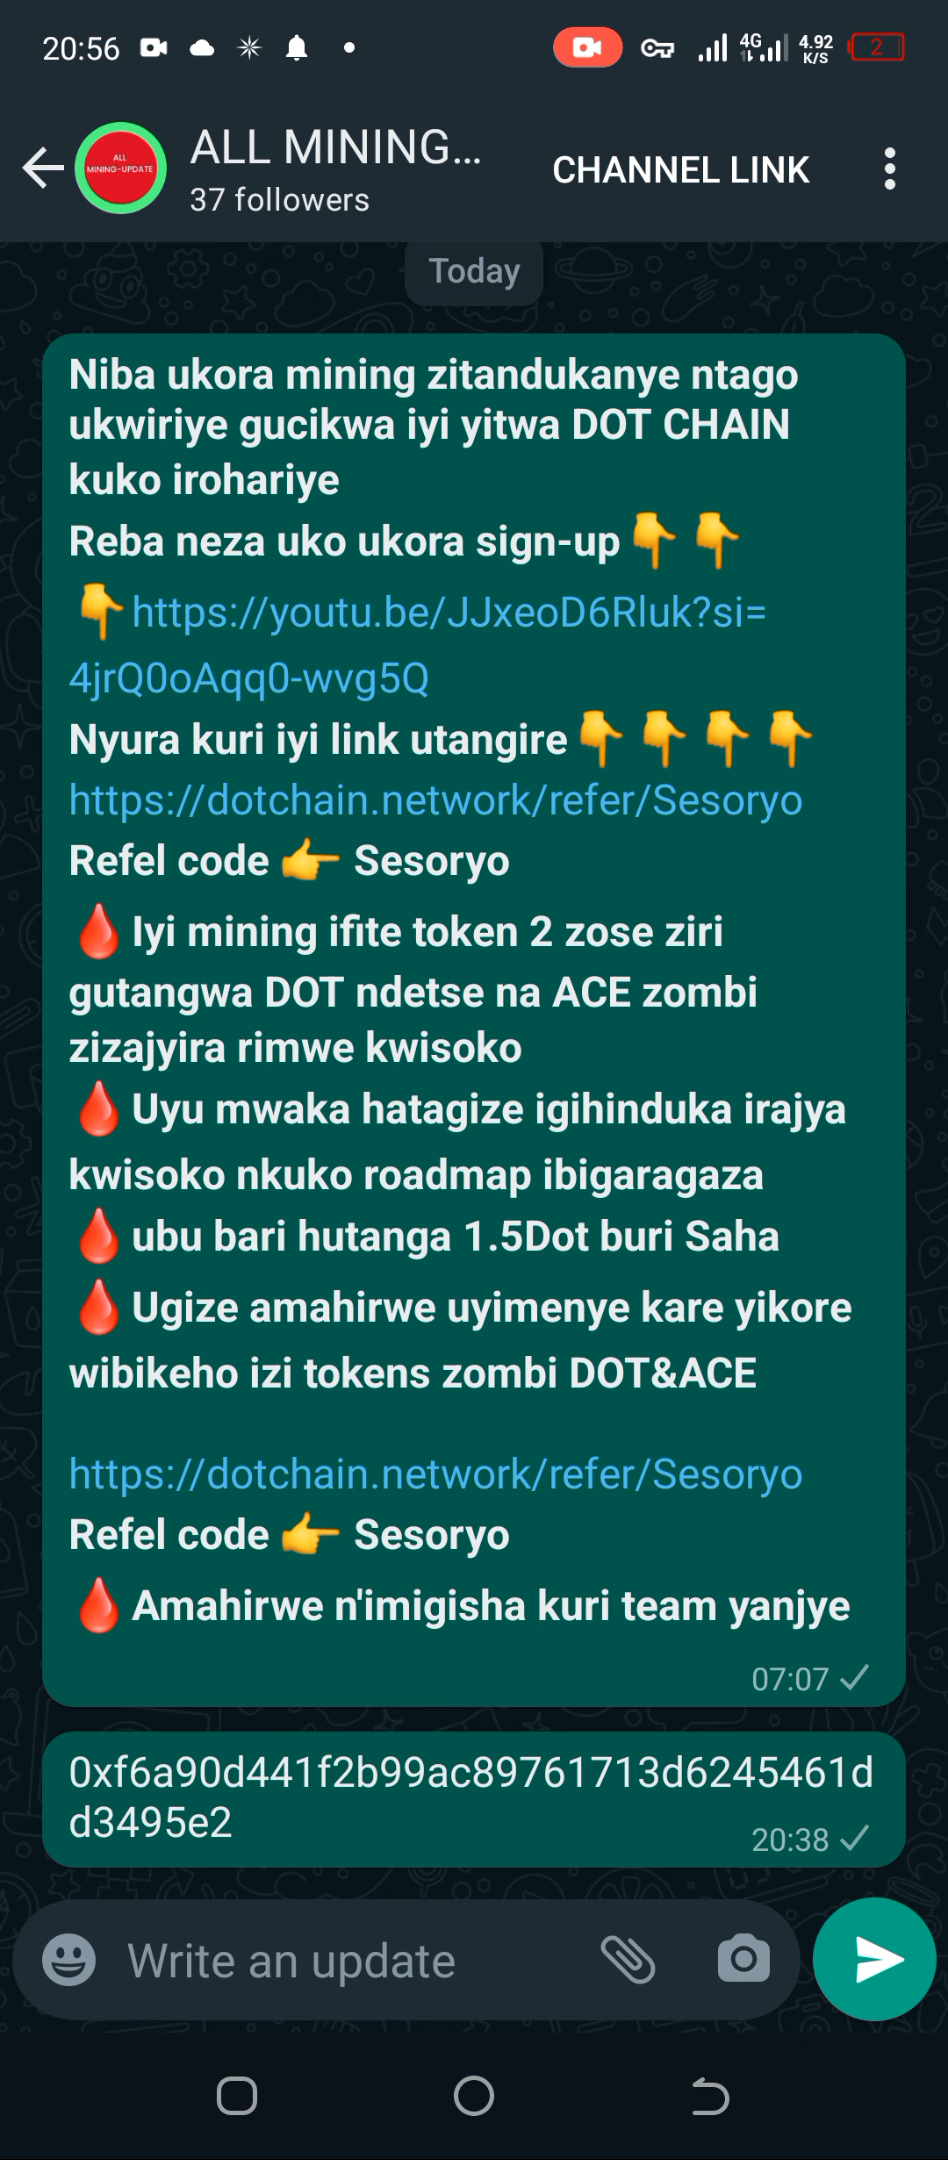 20:56
4G
4.92
K/S
2
ALL
MINING-UPDATE
ALL MINING...
37 followers
CHANNEL LINK
Today
Niba ukora mining zitandukanye ntago
ukwiriye gucikwa iyi yitwa DOT CHAIN
kuko irohariye
Reba neza uko ukora sign-up👇👇
👇https://youtu.be/JJxeoD6Rluk?si=
4jrQ0oAqq0-wvg5Q
Nyura kuri iyi link utangire👇👇👇👇
https://dotchain.network/refer/Sesoryo
Refel code 👉 Sesoryo
🩸Iyi mining ifite token 2 zose ziri
gutangwa DOT ndetse na ACE zombi
zizajyira rimwe kwisoko
🩸Uyu mwaka hatagize igihinduka irajya
kwisoko nkuko roadmap ibigaragaza
🩸ubu bari hutanga 1.5Dot buri Saha
🩸Ugize amahirwe uyimenye kare yikore
wibikeho izi tokens zombi DOT&ACE
https://dotchain.network/refer/Sesoryo
Refel code 👉 Sesoryo
🩸Amahirwe n'imigisha kuri team yanjye
07:07
0xf6a90d441f2b99ac89761713d6245461d
d3495e2
20:38
Write an update